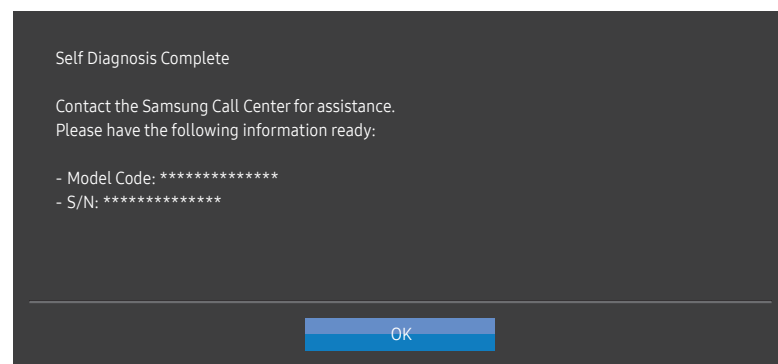 Self Diagnosis Complete
Contact the Samsung Call Center for assistance.
Please have the following information ready:
- Model Code: **************
- S/N: **************
OK